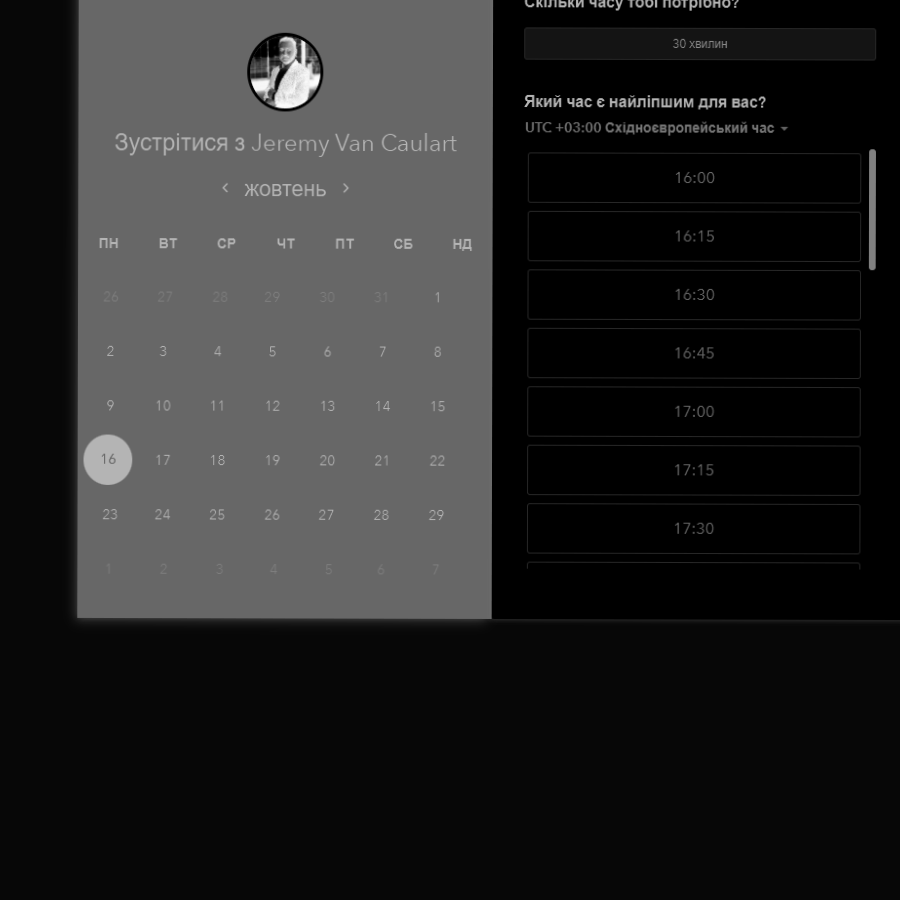 Зустрітися з Jeremy Van Caulart
жовтень
ПН ВТ СР ЧТ ПТ СБ НД
26 27 28 29 30 31 1
2 3 4 5 6 7 8
9 10 11 12 13 14 15
16 17 18 19 20 21 22
23 24 25 26 27 28 29
1 2 3 4 5 6 7
Скільки часу тобі потрібно?
30 хвилин
Який час є найліпшим для вас?
UTC +03:00 Східноєвропейський час
16:00
16:15
16:30
16:45
17:00
17:15
17:30